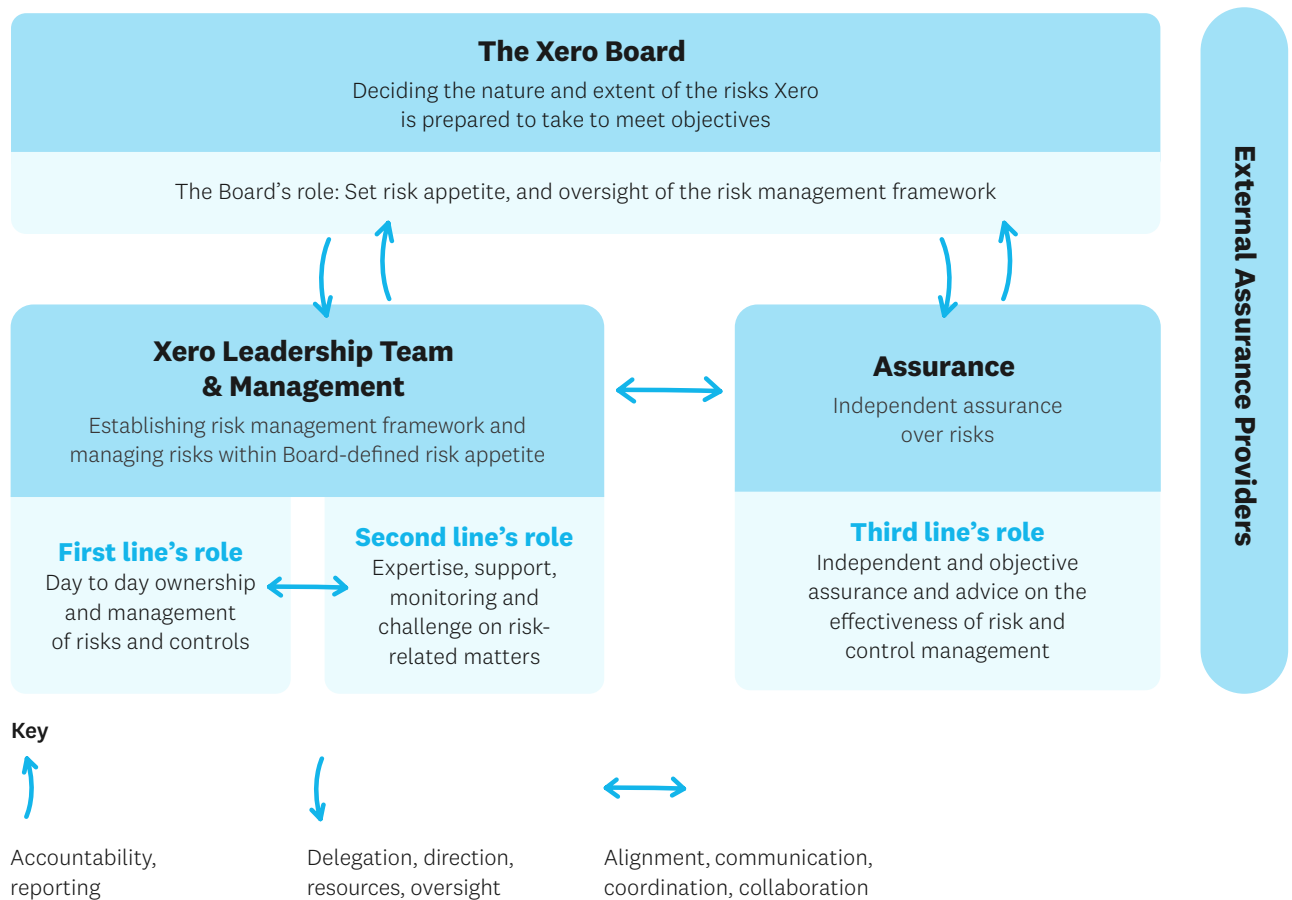 The Xero Board
Deciding the nature and extent of the risks Xero
is prepared to take to meet objectives
The Board’s role: Set risk appetite, and oversight of the risk management framework
Xero Leadership Team
& Management
Establishing risk management framework and
managing risks within Board-defined risk appetite
First line’s role
Day to day ownership
and management
of risks and controls
Second line’s role
Expertise, support,
monitoring and
challenge on risk-
related matters
Assurance
Independent assurance
over risks
Third line’s role
Independent and objective
assurance and advice on the
effectiveness of risk and
control management
External Assurance Providers
Key
Accountability,
reporting
Delegation, direction,
resources, oversight
Alignment, communication,
coordination, collaboration